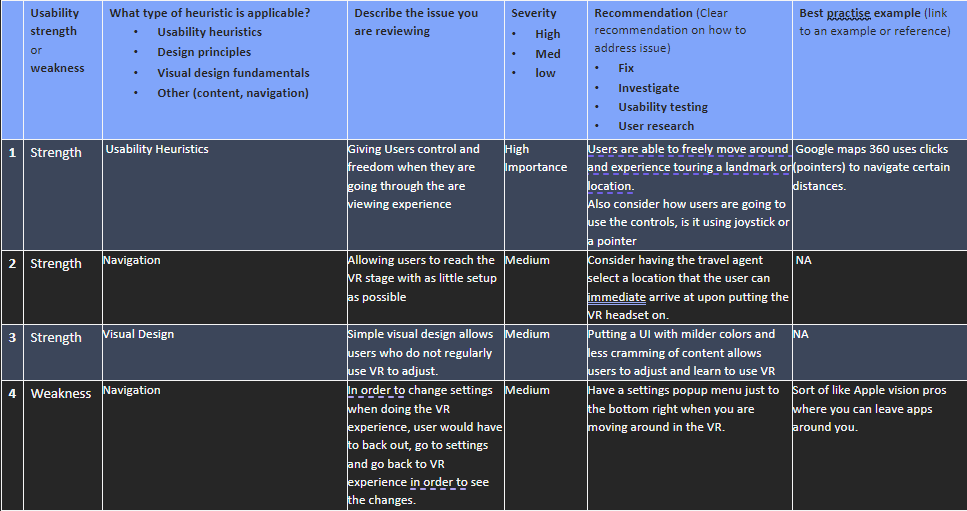 Usability
strength
or
weakness
What type of heuristic is applicable?
• Usability heuristics
• Design principles
• Visual design fundamentals
• Other (content, navigation)
Describe the issue you
are reviewing
Severity
• High
• Med
• low
Recommendation (Clear
recommendation on how to
address issue)
• Fix
• Investigate
• Usability testing
• User research
Best practise example (link
to an example or reference)
1
Strength
Usability Heuristics
Giving Users control and
freedom when they are
going through the are
viewing experience
High
Importance
Users are able to freely move around
and experience touring a landmark or
location.
Also consider how users are going to
use the controls, is it using joystick or
a pointer
Google maps 360 uses clicks
(pointers) to navigate certain
distances.
2
Strength
Navigation
Allowing users to reach the
VR stage with as little setup
as possible
Medium
Consider having the travel agent
select a location that the user can
immediate arrive at upon putting the
VR headset on.
NA
3
Strength
Visual Design
Simple visual design allows
users who do not regularly
use VR to adjust.
Medium
Putting a UI with milder colors and
less cramming of content allows
users to adjust and learn to use VR
NA
4
Weakness
Navigation
In order to change settings
when doing the VR
experience, user would have
to back out, go to settings
and go back to VR
experience in order to see
the changes.
Medium
Have a settings popup menu just to
the bottom right when you are
moving around in the VR.
Sort of like Apple vision pros
where you can leave apps
around you.